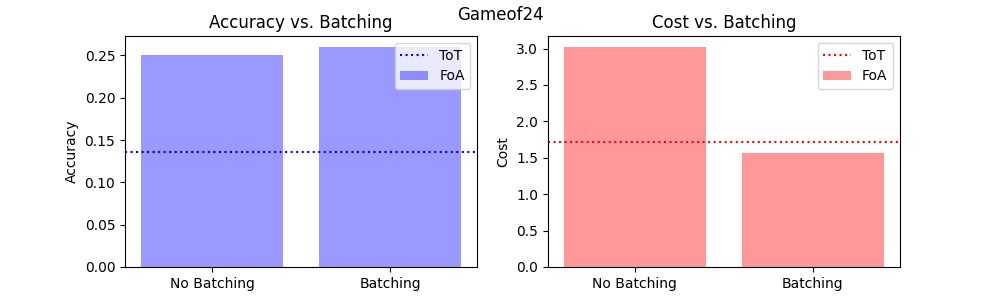 Gameof24
Accuracy vs. Batching
Accuracy
0.25
0.20
0.15
0.10
0.05
0.00
No Batching
Batching
ToT
FoA
Cost vs. Batching
Cost
3.0
2.5
2.0
1.5
1.0
0.5
0.0
No Batching
Batching
ToT
FoA